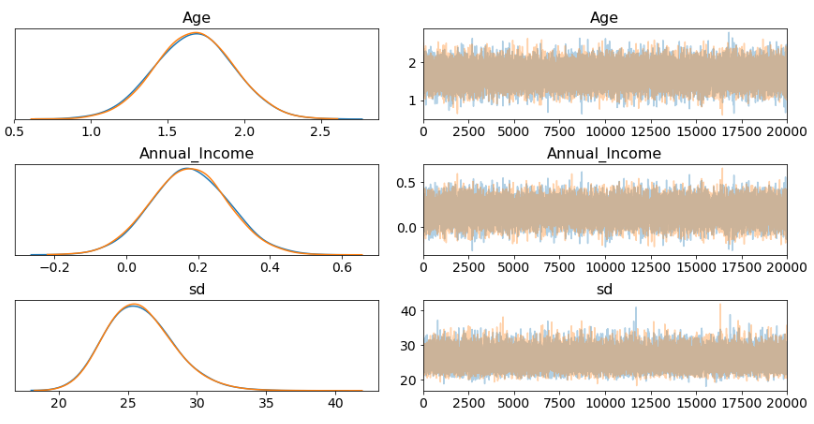 Age
Age
2
1
0.5 1.0 1.5 2.0 2.5
0 2500 5000 7500 10000 12500 15000 17500 20000
Annual_Income
Annual_Income
0.5
0.0
−0.2 0.0 0.2 0.4 0.6
0 2500 5000 7500 10000 12500 15000 17500 20000
sd
sd
40
30
20
20 25 30 35 40
0 2500 5000 7500 10000 12500 15000 17500 20000